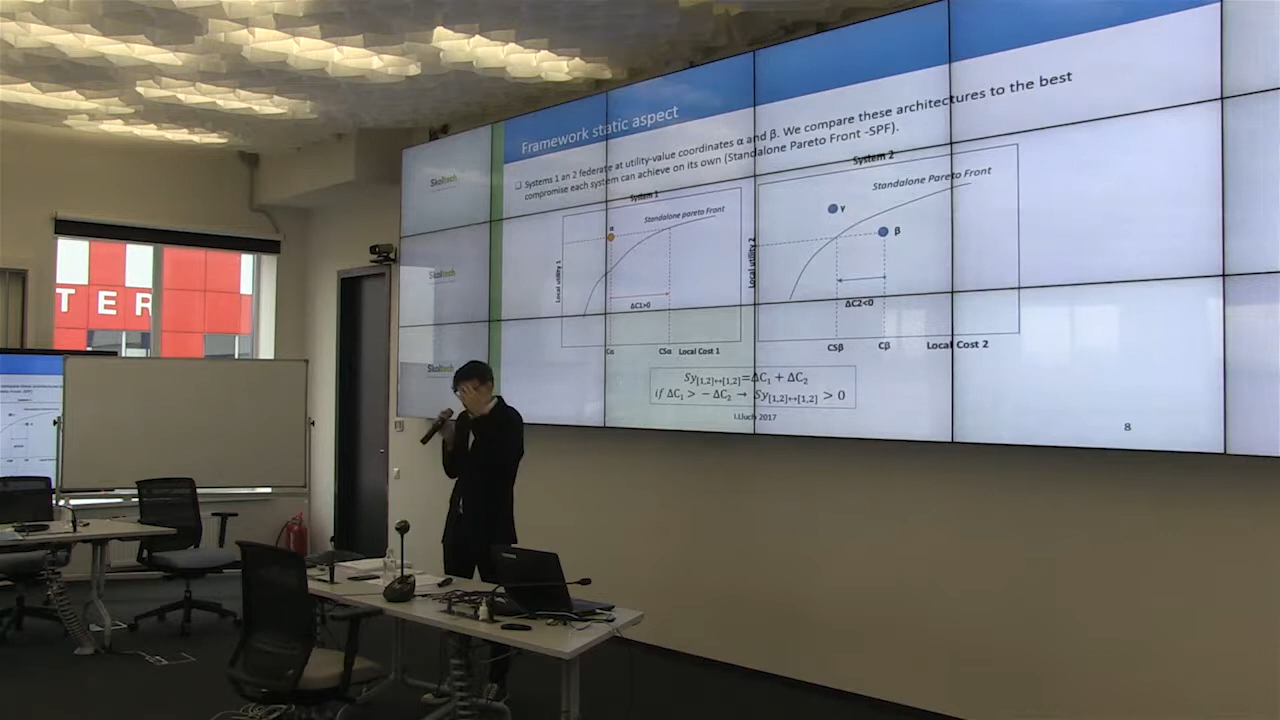 Framework static aspect
❑ Systems 1 an 2 federate at utility-value coordinates α and β. We compare these architectures to the best
compromise each system can achieve on its own (Standalone Pareto Front -SPF).
Skoltech
Skoltech
Skoltech
System 1
Standalone pareto Front
α
Local utility 1
ΔC1>0
Cα
CSα
Local Cost 1
System 2
Standalone Pareto Front
γ
β
Local utility 2
ΔC2<0
CSβ
Cβ
Local Cost 2
Sy[1,2]↔[1,2]=ΔC1 + ΔC2
if ΔC1 > − ΔC2 → Sy[1,2]↔[1,2] > 0
I.Lluch 2017
8
TER